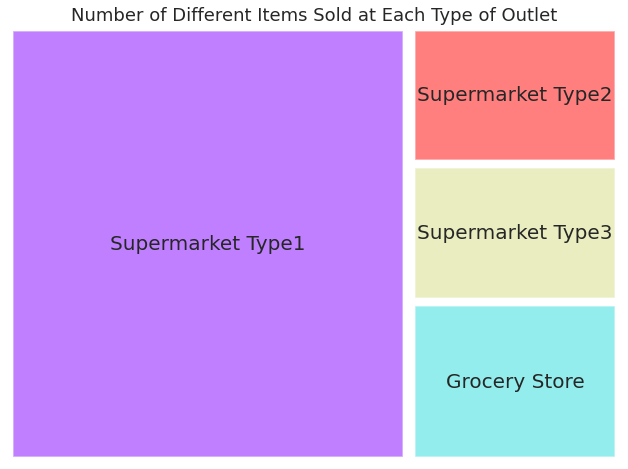 Number of Different Items Sold at Each Type of Outlet
Supermarket Type1
Supermarket Type2
Supermarket Type3
Grocery Store